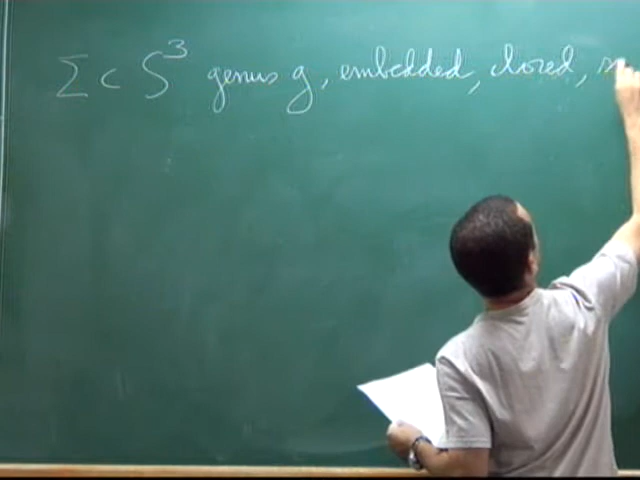 Σ ⊂ S³ genus g, embedded, closed,